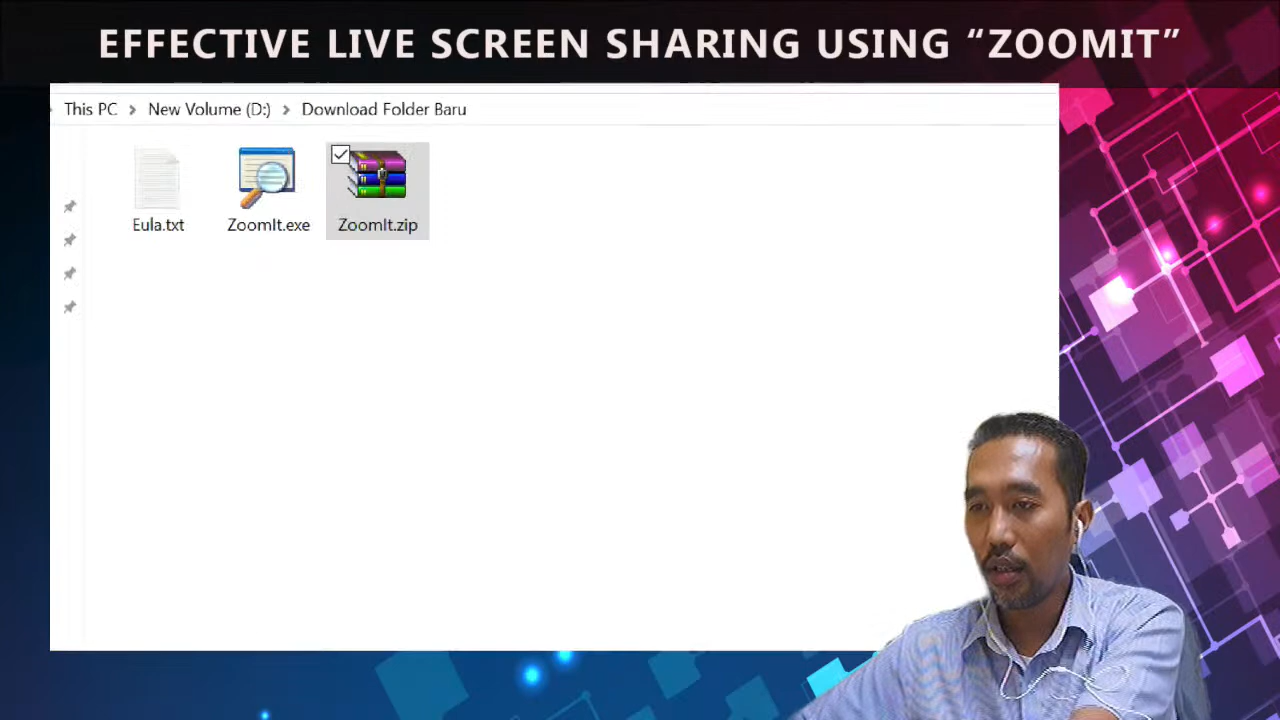 EFFECTIVE LIVE SCREEN SHARING USING “ZOOMIT”
This PC > New Volume (D:) > Download Folder Baru
Eula.txt
ZoomIt.exe
ZoomIt.zip